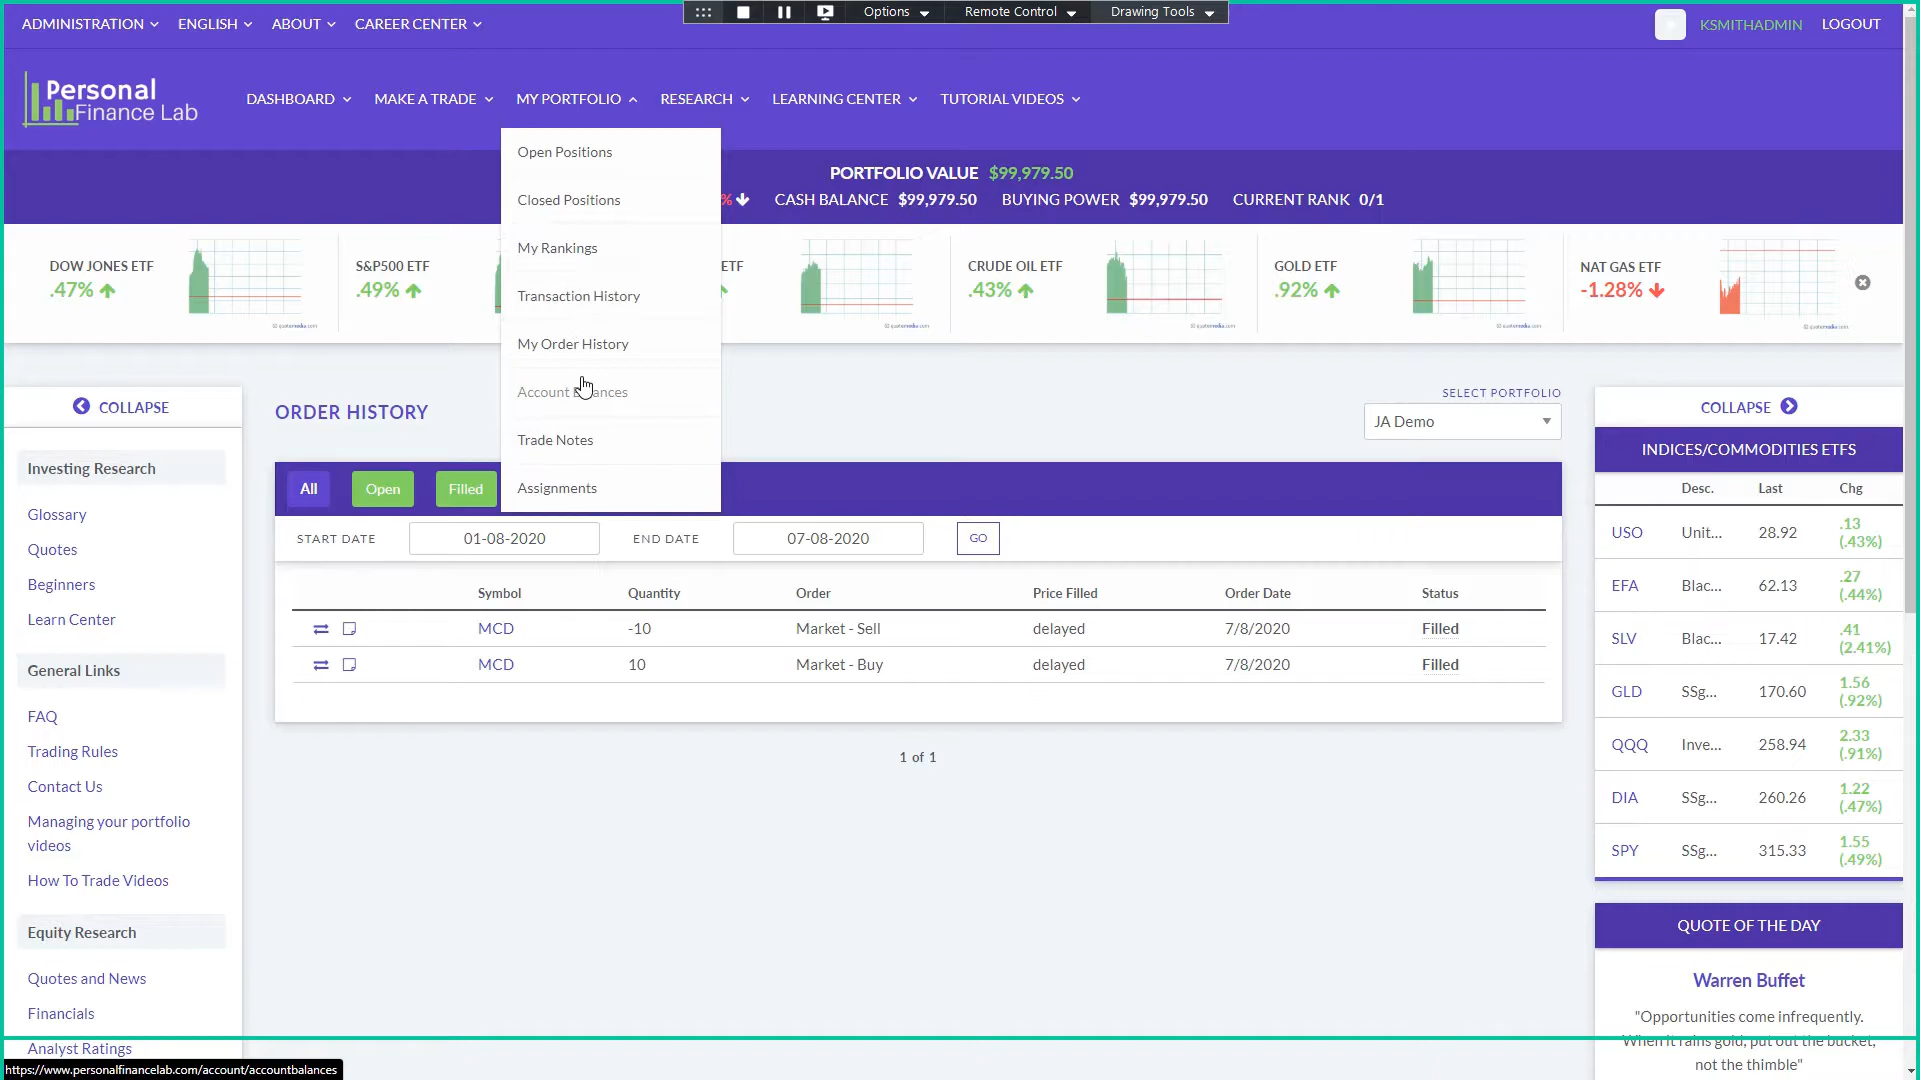 Options
Remote Control
Drawing Tools
ADMINISTRATION
ENGLISH
ABOUT
CAREER CENTER
KSMITHADMIN
LOGOUT
Personal
Finance Lab
DASHBOARD
MAKE A TRADE
MY PORTFOLIO
RESEARCH
LEARNING CENTER
TUTORIAL VIDEOS
Open Positions
Closed Positions
My Rankings
Transaction History
My Order History
Account
Trade Notes
Assignments
PORTFOLIO VALUE $99,979.50
% CASH BALANCE $99,979.50 BUYING POWER $99,979.50 CURRENT RANK 0/1
DOW JONES ETF
.47%
S&P500 ETF
.49%
ETF
CRUDE OIL ETF
.43%
GOLD ETF
.92%
NAT GAS ETF
-1.28%
COLLAPSE
Investing Research
Glossary
Quotes
Beginners
Learn Center
General Links
FAQ
Trading Rules
Contact Us
Managing your portfolio
videos
How To Trade Videos
Equity Research
Quotes and News
Financials
Analyst Ratings
https://www.personalfinancelab.com/account/accountbalances
ORDER HISTORY
SELECT PORTFOLIO
JA Demo
All
Open
Filled
START DATE 01-08-2020 END DATE 07-08-2020 GO
Symbol Quantity Order Price Filled Order Date Status
MCD -10 Market - Sell delayed 7/8/2020 Filled
MCD 10 Market - Buy delayed 7/8/2020 Filled
1 of 1
COLLAPSE
INDICES/COMMODITIES ETFS
Desc. Last Chg
USO Unit... 28.92 .13
(.43%)
EFA Blac... 62.13 .27
(.44%)
SLV Blac... 17.42 .41
(2.41%)
GLD SSg... 170.60 1.56
(.92%)
QQQ Inve... 258.94 2.33
(.91%)
DIA SSg... 260.26 1.22
(.47%)
SPY SSg... 315.33 1.55
(.49%)
QUOTE OF THE DAY
Warren Buffet
"Opportunities come infrequently.
When it rains gold, put out the bucket,
not the thimble"